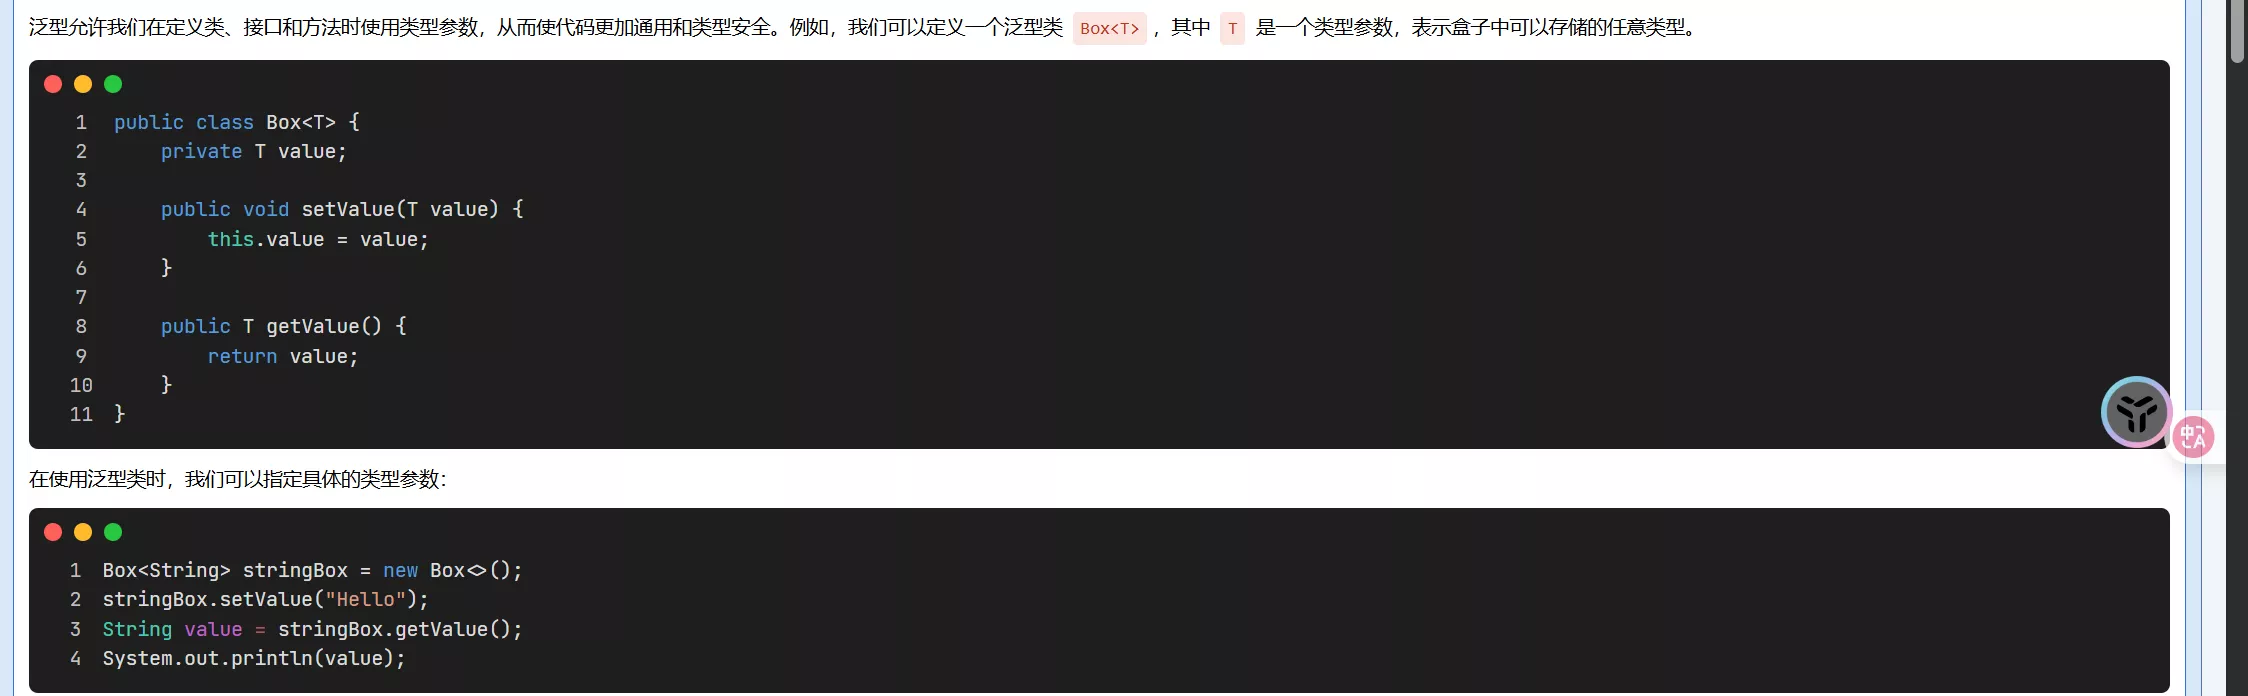 泛型允许我们在定义类、接口和方法时使用类型参数，从而使代码更加通用和类型安全。例如，我们可以定义一个泛型类 Box<T> ，其中 T 是一个类型参数，表示盒子中可以存储的任意类型。
1 public class Box<T> {
2     private T value;
3
4     public void setValue(T value) {
5         this.value = value;
6     }
7
8     public T getValue() {
9         return value;
10     }
11 }
在使用泛型类时，我们可以指定具体的类型参数：
1 Box<String> stringBox = new Box<>();
2 stringBox.setValue("Hello");
3 String value = stringBox.getValue();
4 System.out.println(value);
中A